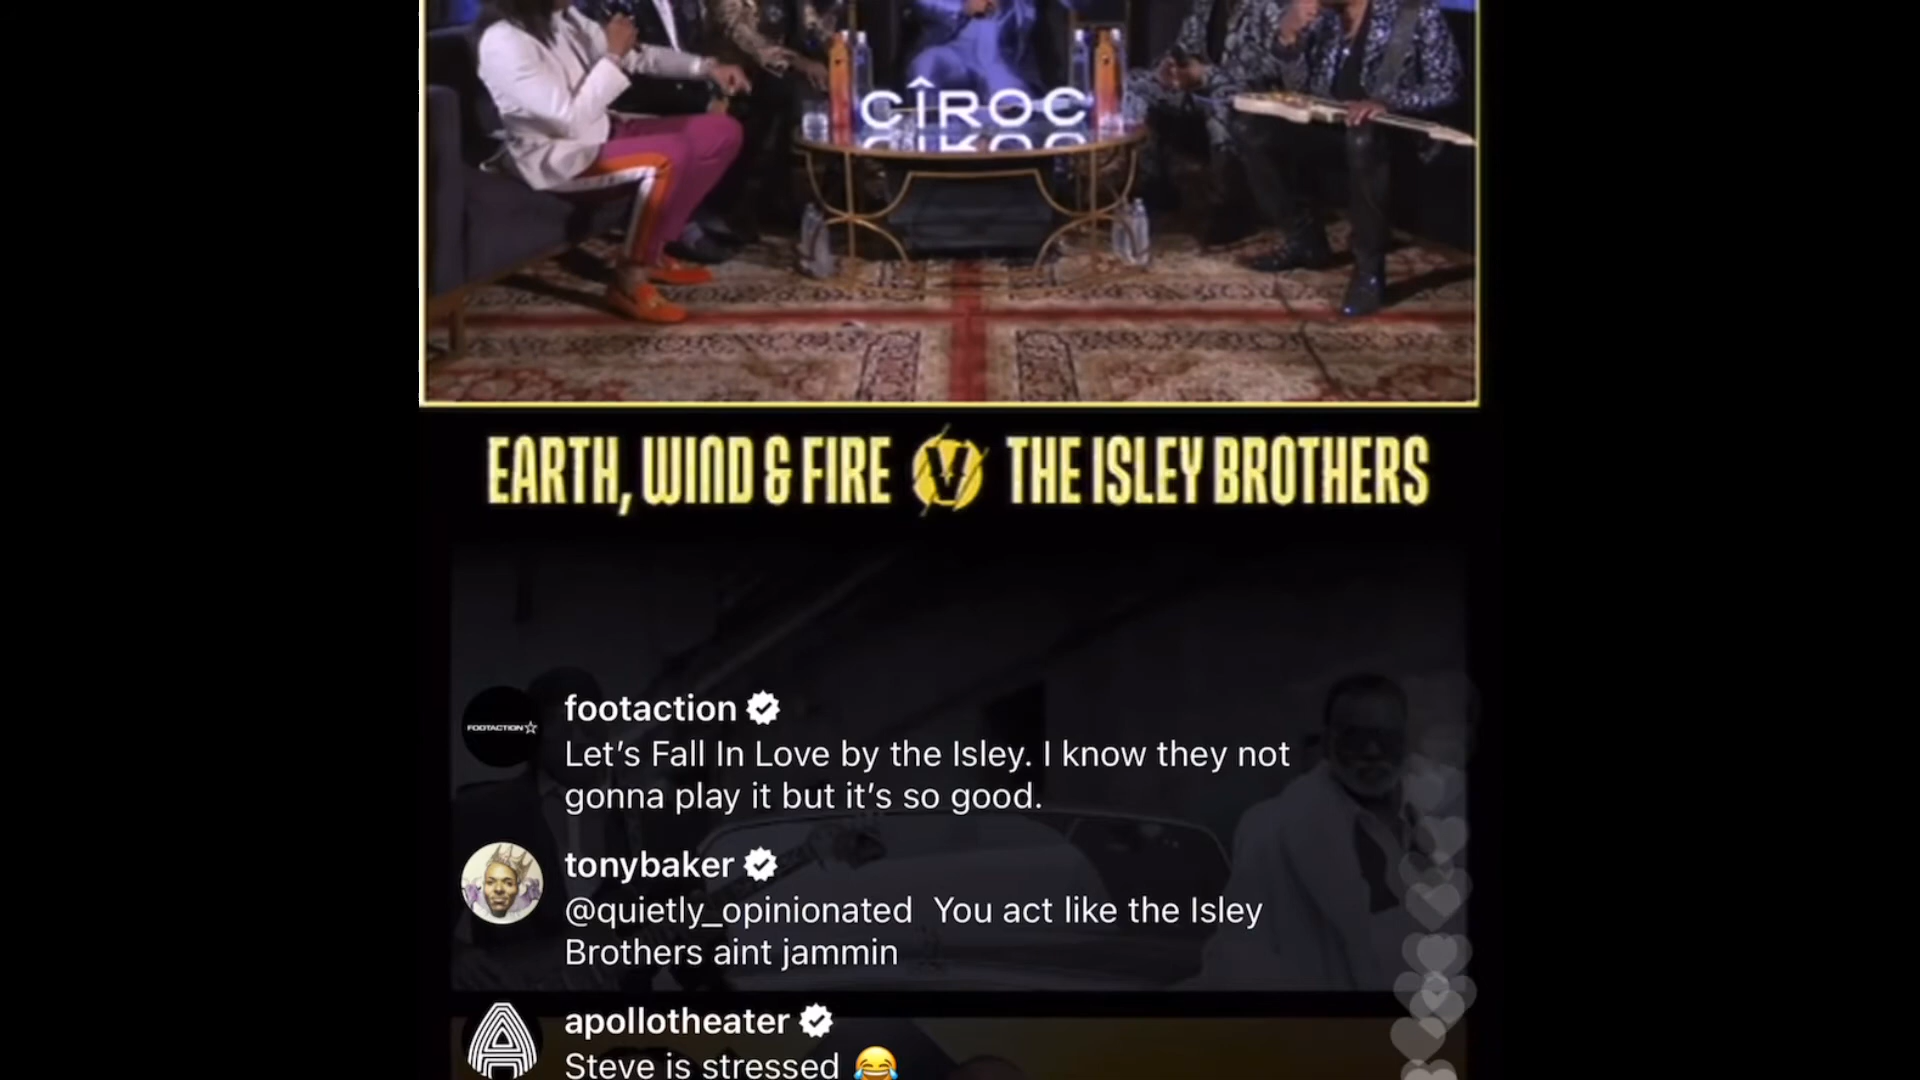 CÎROC
EARTH, WIND & FIRE V THE ISLEY BROTHERS
FOOTACTION
footaction
Let’s Fall In Love by the Isley. I know they not
gonna play it but it’s so good.
tonybaker
@quietly_opinionated  You act like the Isley
Brothers aint jammin
apollotheater
Steve is stressed 😂